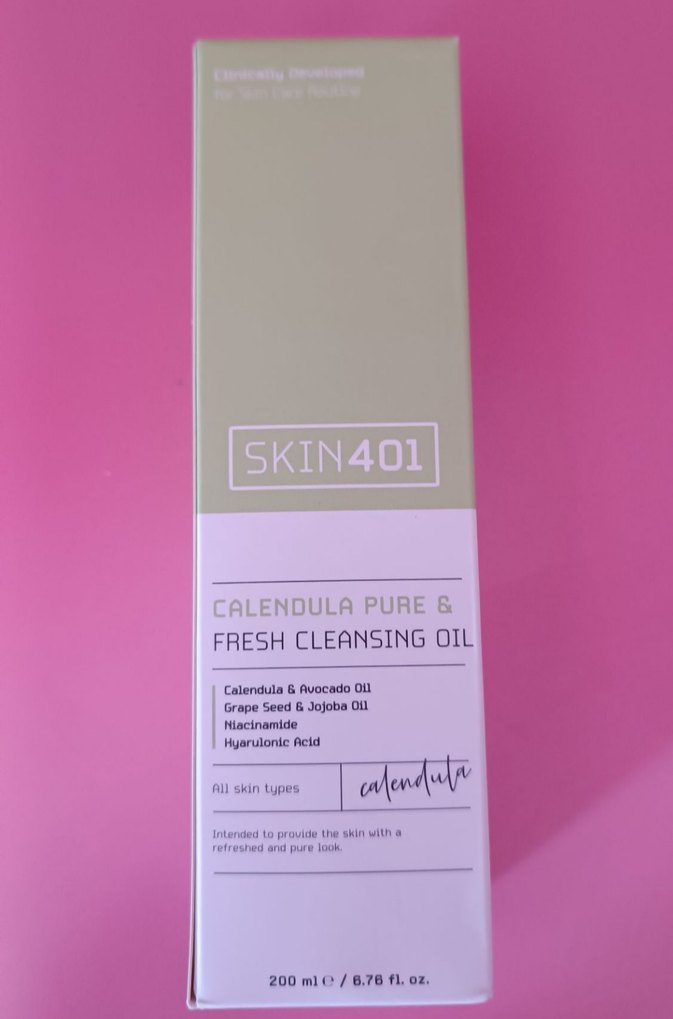 Clinically Developed
for Skin Care Routine
SKIN401
CALENDULA PURE &
FRESH CLEANSING OIL
Calendula & Avocado Oil
Grape Seed & Jojoba Oil
Niacinamide
Hyarulonic Acid
All skin types
calendula
Intended to provide the skin with a
refreshed and pure look.
200 ml ℮ / 6.76 fl. oz.